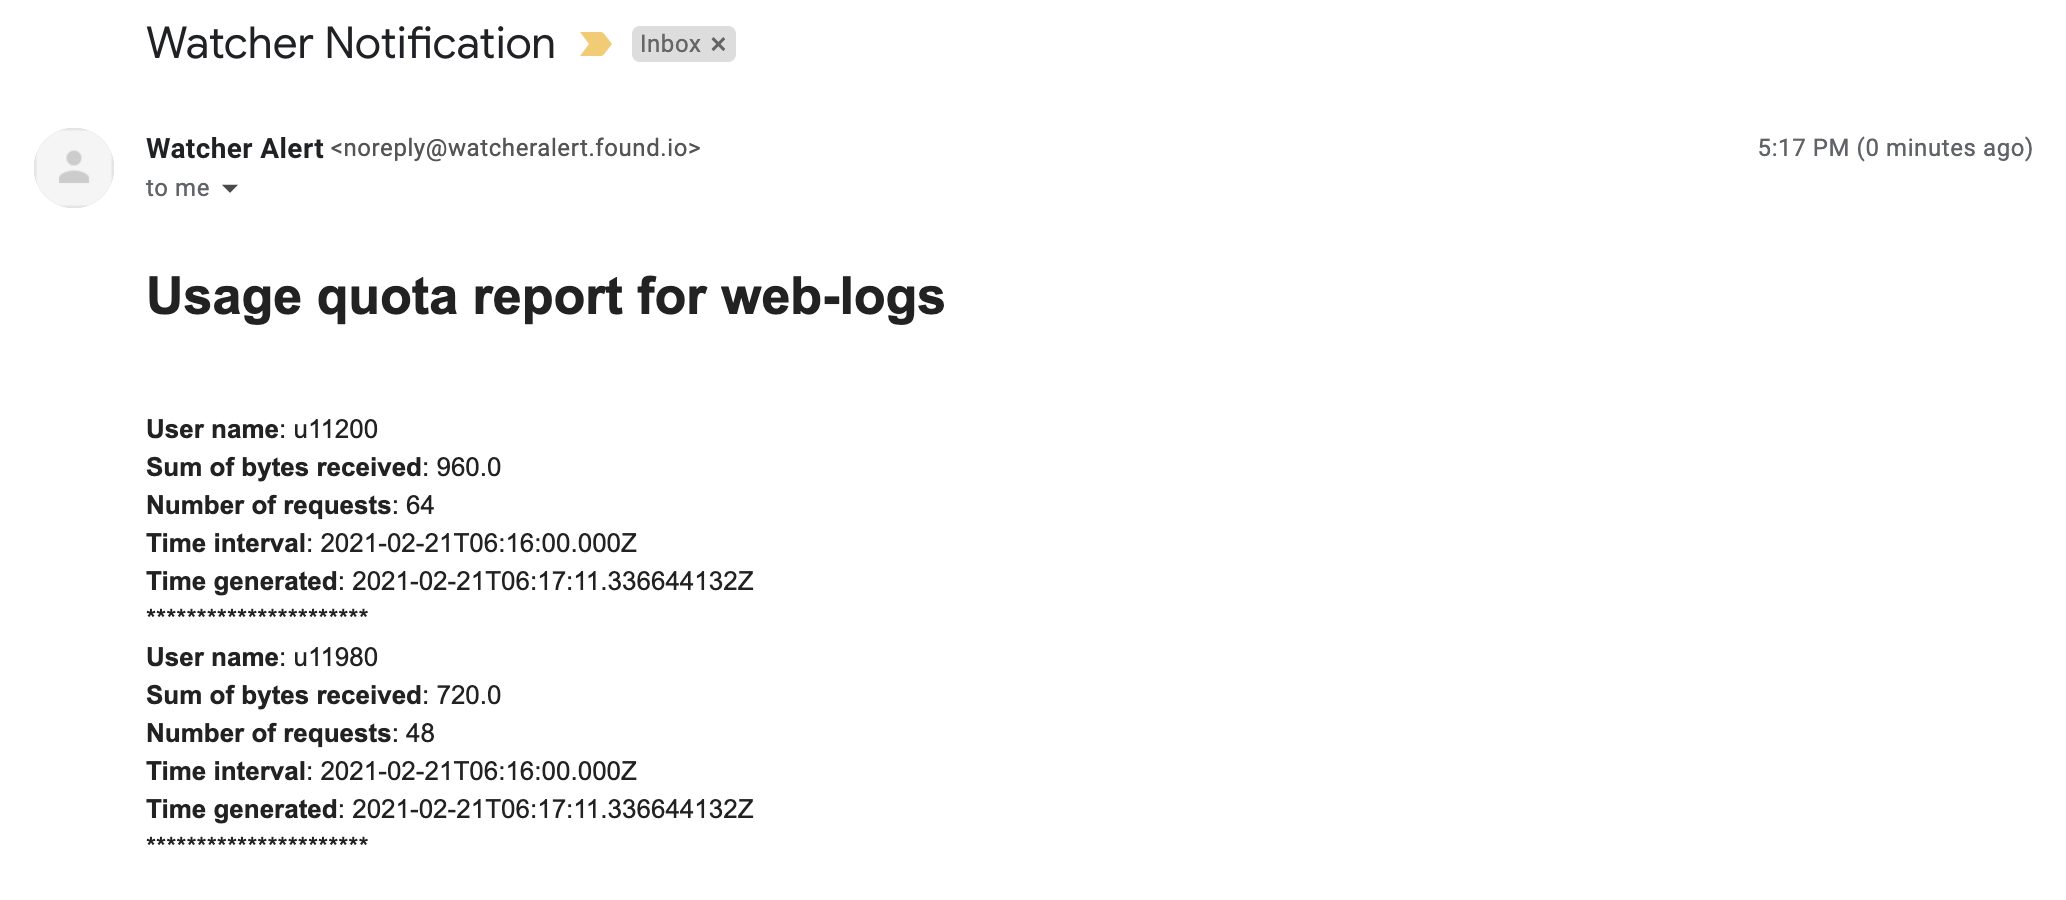 Watcher Notification Inbox ×
Watcher Alert <noreply@watcheralert.found.io> 5:17 PM (0 minutes ago)
to me
Usage quota report for web-logs
User name: u11200
Sum of bytes received: 960.0
Number of requests: 64
Time interval: 2021-02-21T06:16:00.000Z
Time generated: 2021-02-21T06:17:11.336644132Z
**********************
User name: u11980
Sum of bytes received: 720.0
Number of requests: 48
Time interval: 2021-02-21T06:16:00.000Z
Time generated: 2021-02-21T06:17:11.336644132Z
**********************